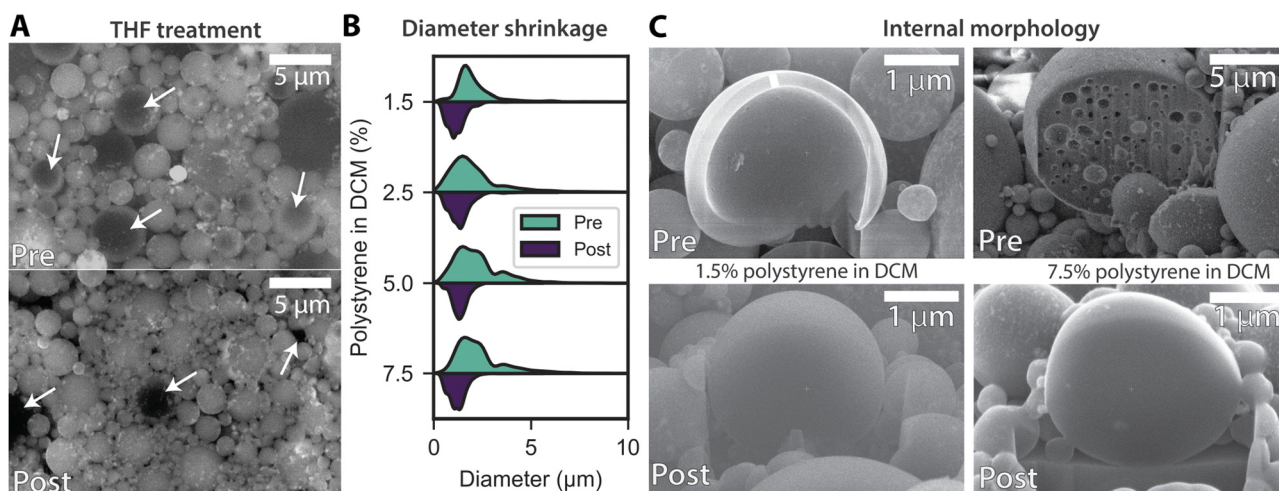 A
THF treatment
5 μm
Pre
5 μm
Post
B
Diameter shrinkage
Polystyrene in DCM (%)
1.5
2.5
5.0
7.5
Pre
Post
0
5
10
Diameter (μm)
C
Internal morphology
1 μm
Pre
5 μm
Pre
1.5% polystyrene in DCM
7.5% polystyrene in DCM
1 μm
Post
1 μm
Post